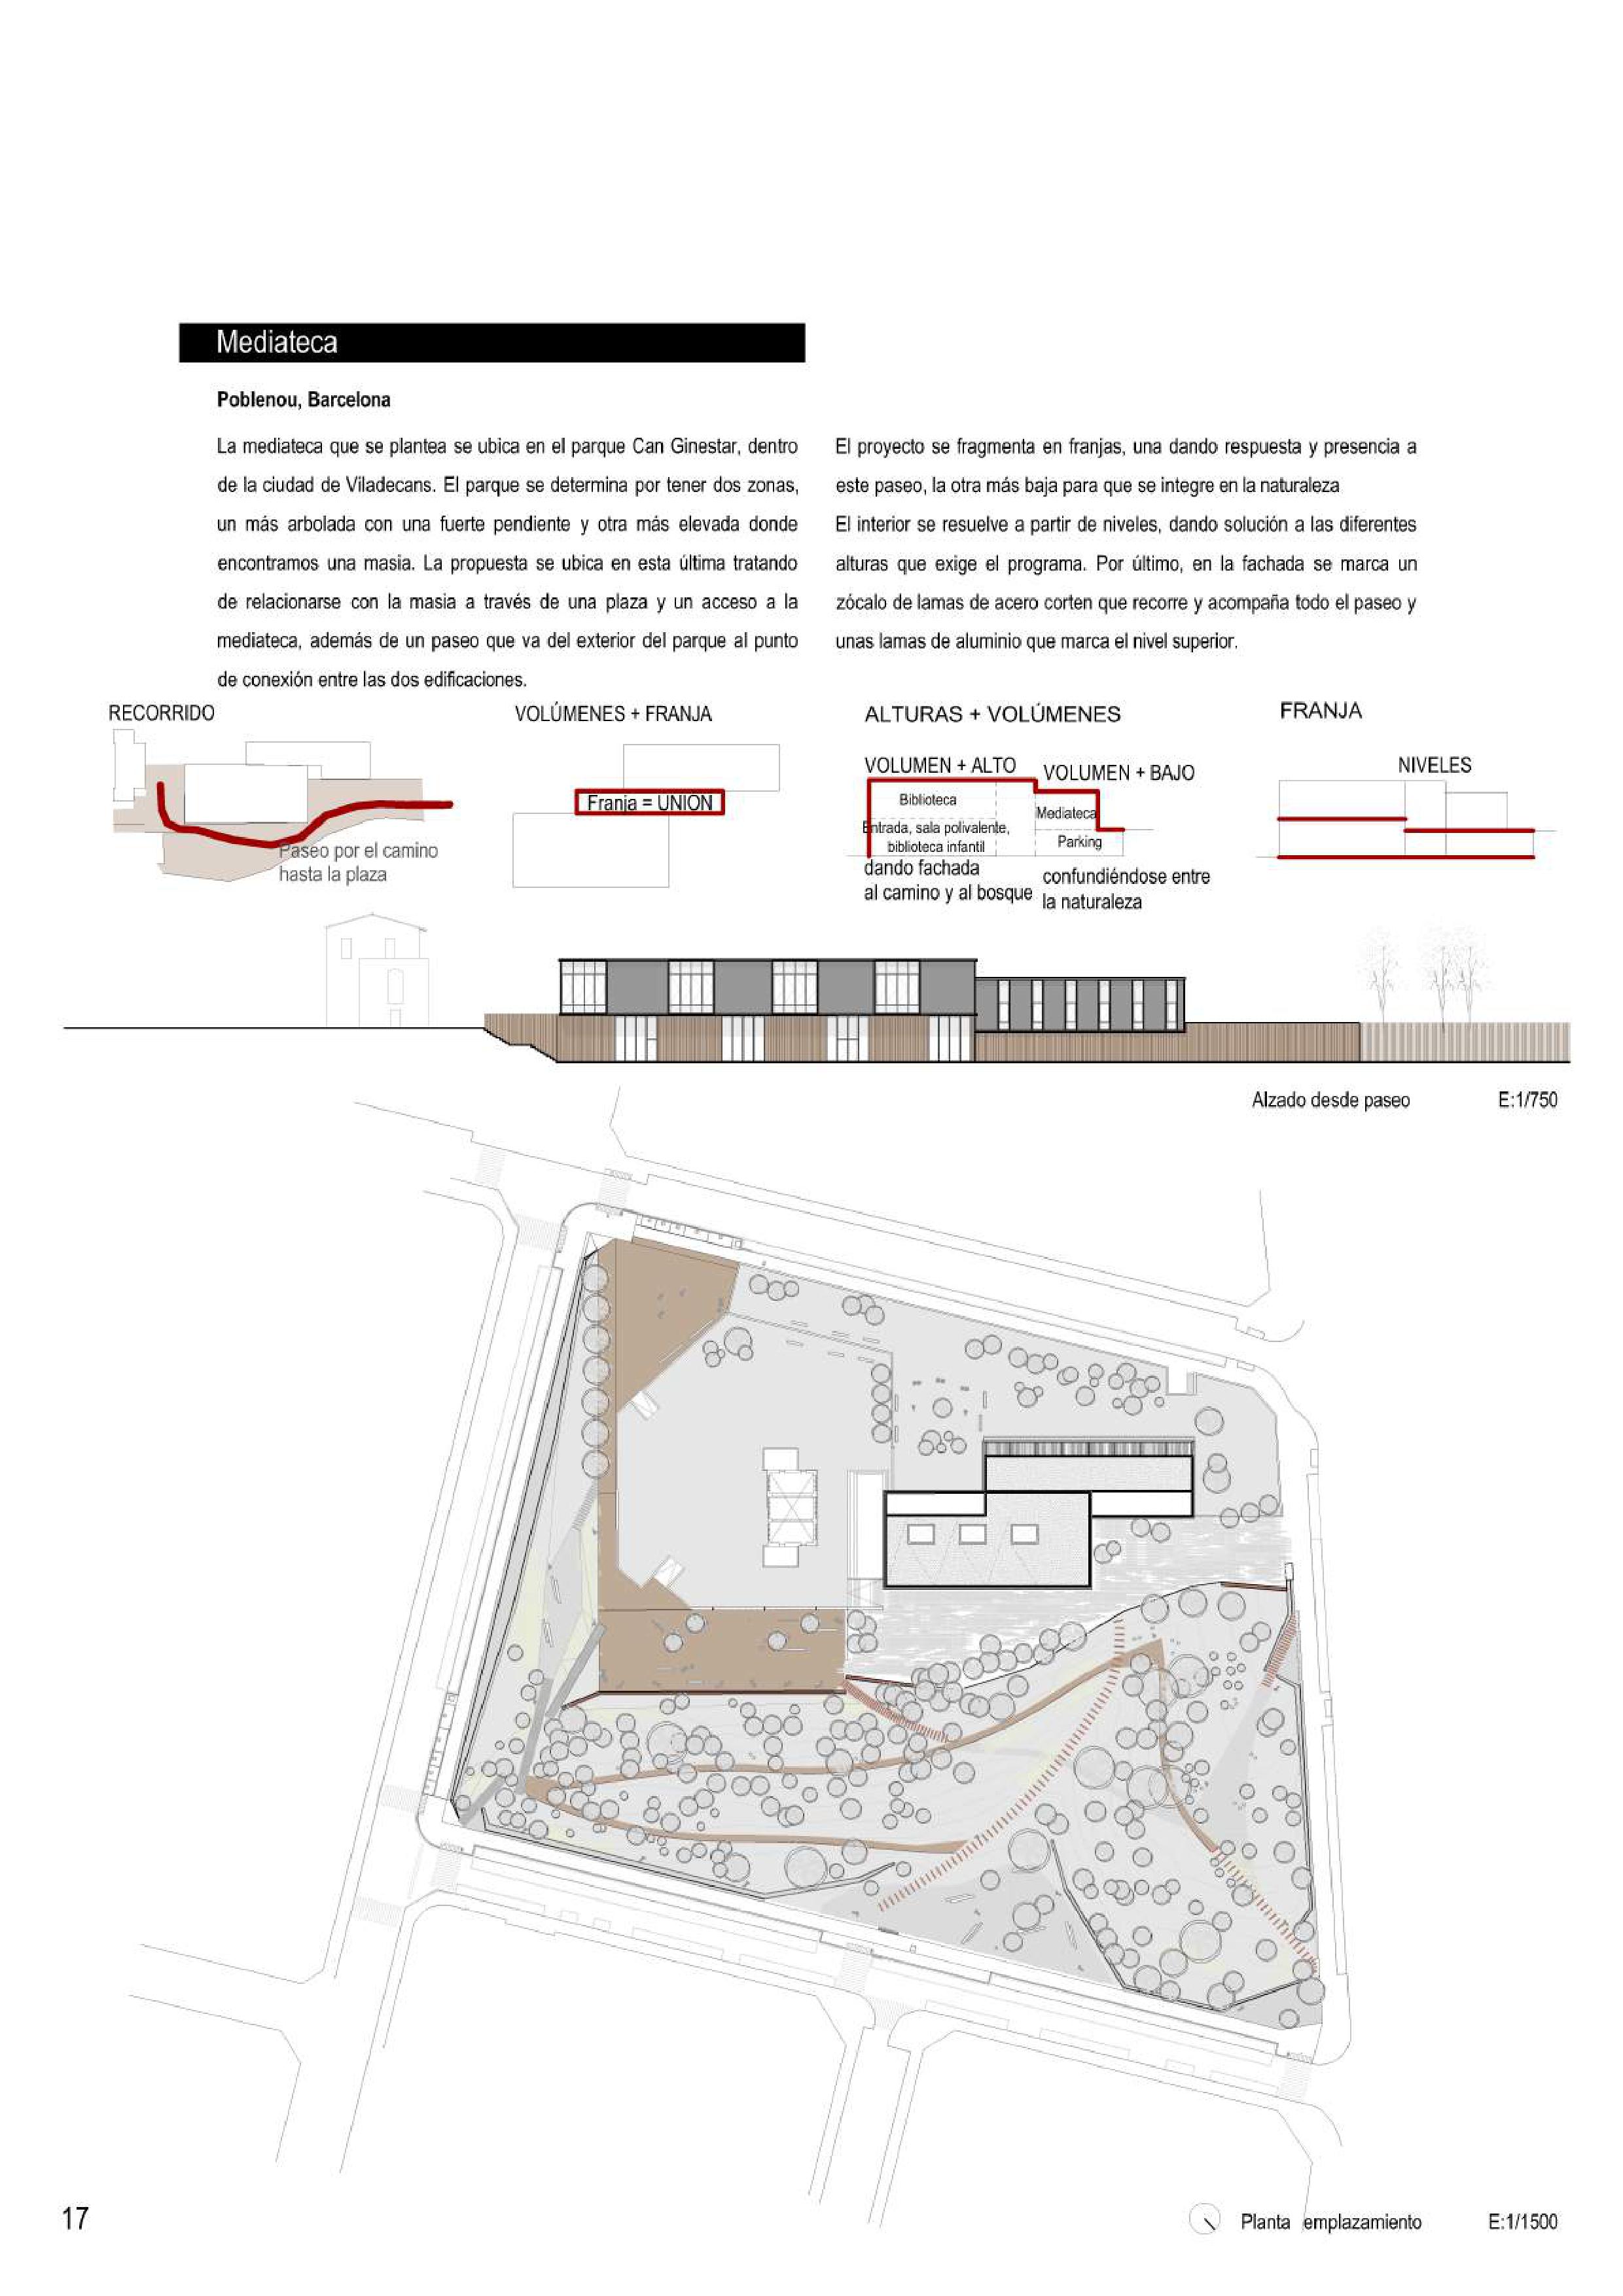 Mediateca
Poblenou, Barcelona
La mediateca que se plantea se ubica en el parque Can Ginestar, dentro
de la ciudad de Viladecans. El parque se determina por tener dos zonas,
un más arbolada con una fuerte pendiente y otra más elevada donde
encontramos una masia. La propuesta se ubica en esta última tratando
de relacionarse con la masia a través de una plaza y un acceso a la
mediateca, además de un paseo que va del exterior del parque al punto
de conexión entre las dos edificaciones.
El proyecto se fragmenta en franjas, una dando respuesta y presencia a
este paseo, la otra más baja para que se integre en la naturaleza
El interior se resuelve a partir de niveles, dando solución a las diferentes
alturas que exige el programa. Por último, en la fachada se marca un
zócalo de lamas de acero corten que recorre y acompaña todo el paseo y
unas lamas de aluminio que marca el nivel superior.
RECORRIDO
Paseo por el camino
hasta la plaza
VOLÚMENES + FRANJA
Franja = UNION
ALTURAS + VOLÚMENES
VOLUMEN + ALTO
VOLUMEN + BAJO
Biblioteca
Mediateca
Entrada, sala polivalente,
biblioteca infantil
Parking
dando fachada
al camino y al bosque
confundiéndose entre
la naturaleza
FRANJA
NIVELES
Alzado desde paseo E:1/750
17
Planta emplazamiento E:1/1500